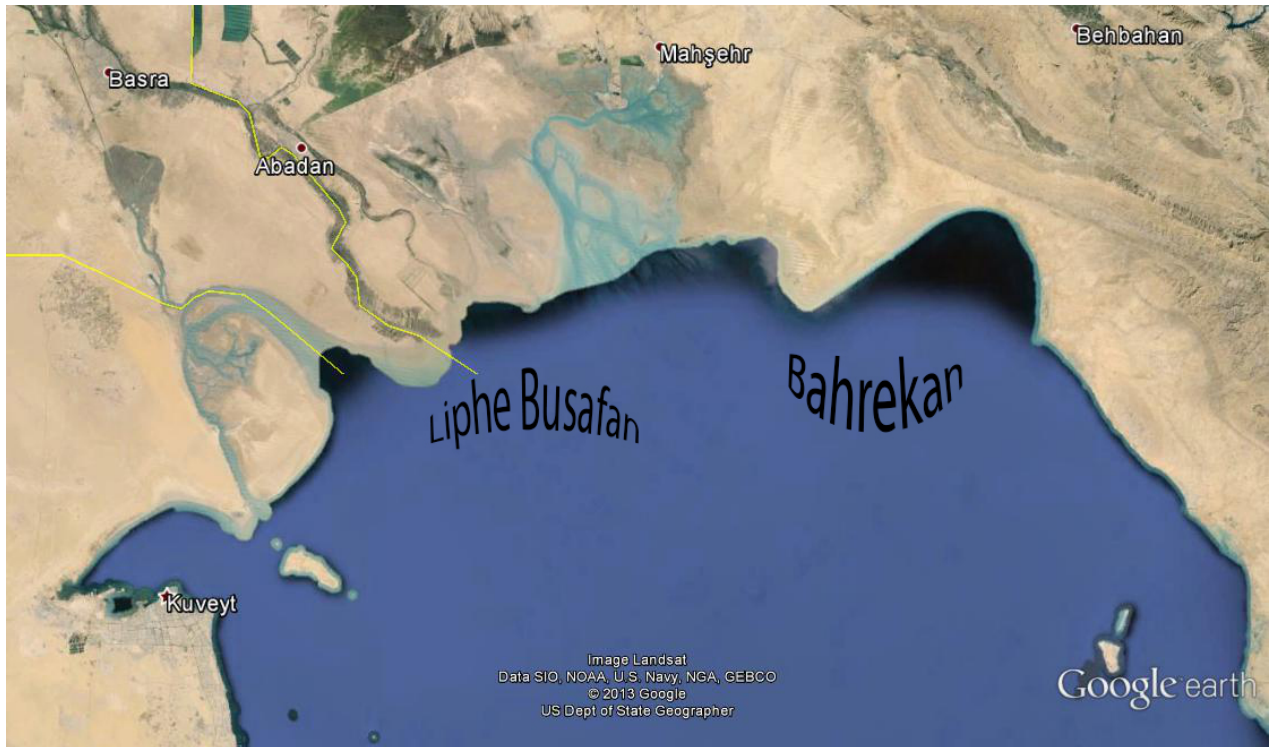 Behbahan
Mahşehr
Basra
Abadan
Liphe Busafan
Bahrekan
Kuveyt
Image Landsat
Data SIO, NOAA, U.S. Navy, NGA, GEBCO
© 2013 Google
US Dept of State Geographer
Google earth